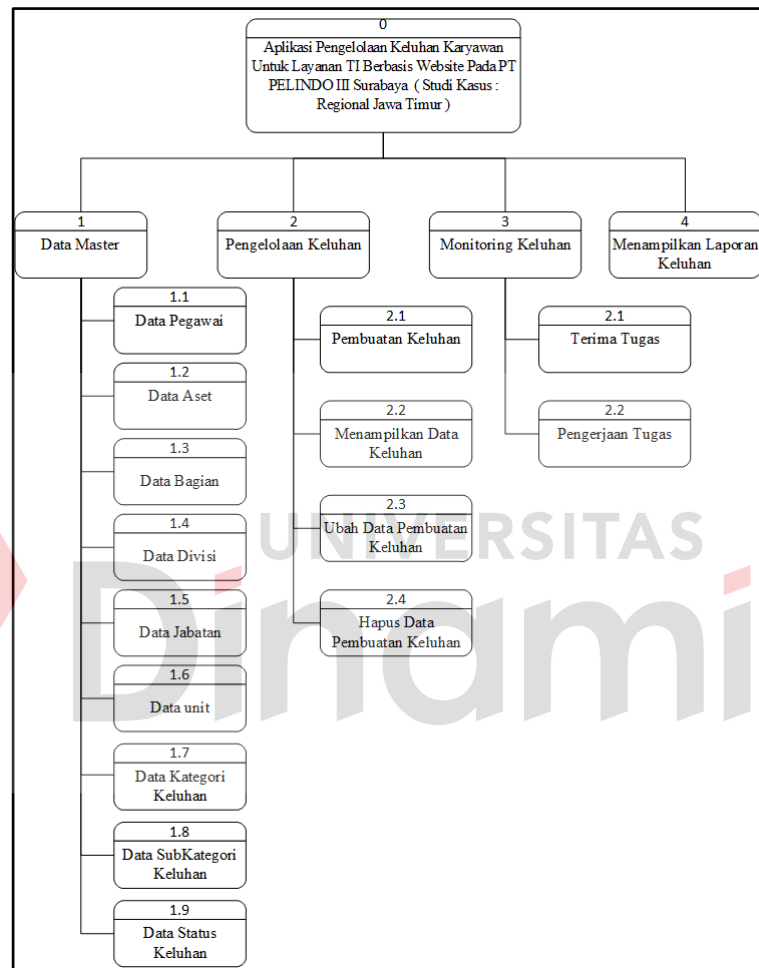 0
Aplikasi Pengelolaan Keluhan Karyawan
Untuk Layanan TI Berbasis Website Pada PT
PELINDO III Surabaya ( Studi Kasus :
Regional Jawa Timur )
1
Data Master
2
Pengelolaan Keluhan
3
Monitoring Keluhan
4
Menampilkan Laporan
Keluhan
1.1
Data Pegawai
1.2
Data Aset
1.3
Data Bagian
1.4
Data Divisi
1.5
Data Jabatan
1.6
Data unit
1.7
Data Kategori
Keluhan
1.8
Data SubKategori
Keluhan
1.9
Data Status
Keluhan
2.1
Pembuatan Keluhan
2.2
Menampilkan Data
Keluhan
2.3
Ubah Data Pembuatan
Keluhan
2.4
Hapus Data
Pembuatan Keluhan
2.1
Terima Tugas
2.2
Pengerjaan Tugas
UNIVERSITAS
Dinami